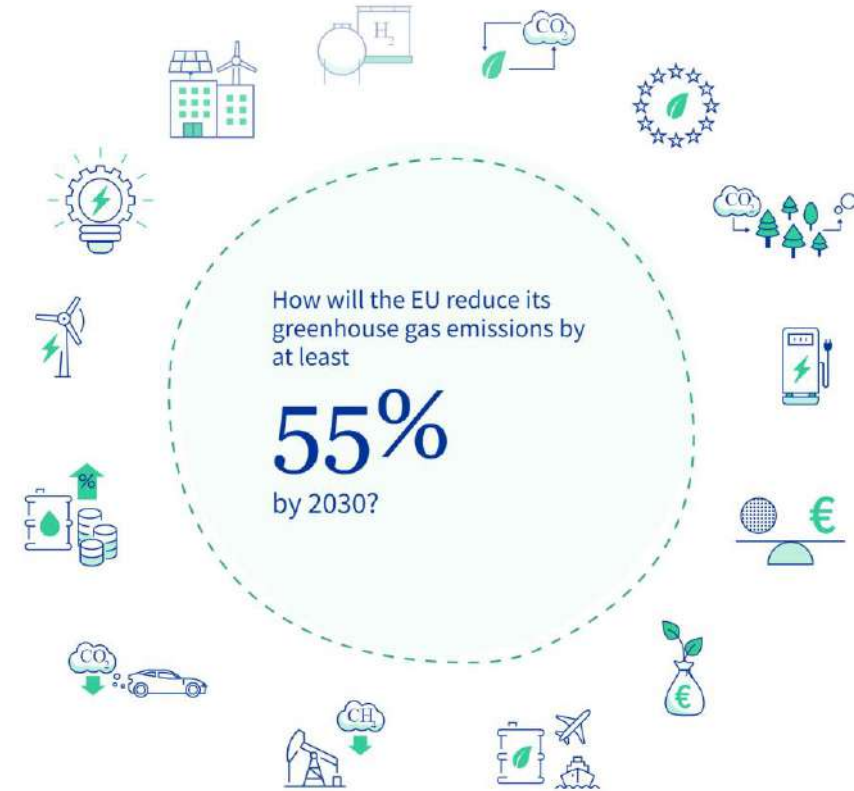 H₂
CO₂
CO₂
How will the EU reduce its
greenhouse gas emissions by
at least
55%
by 2030?
%
€
CO₂
€
CH₄